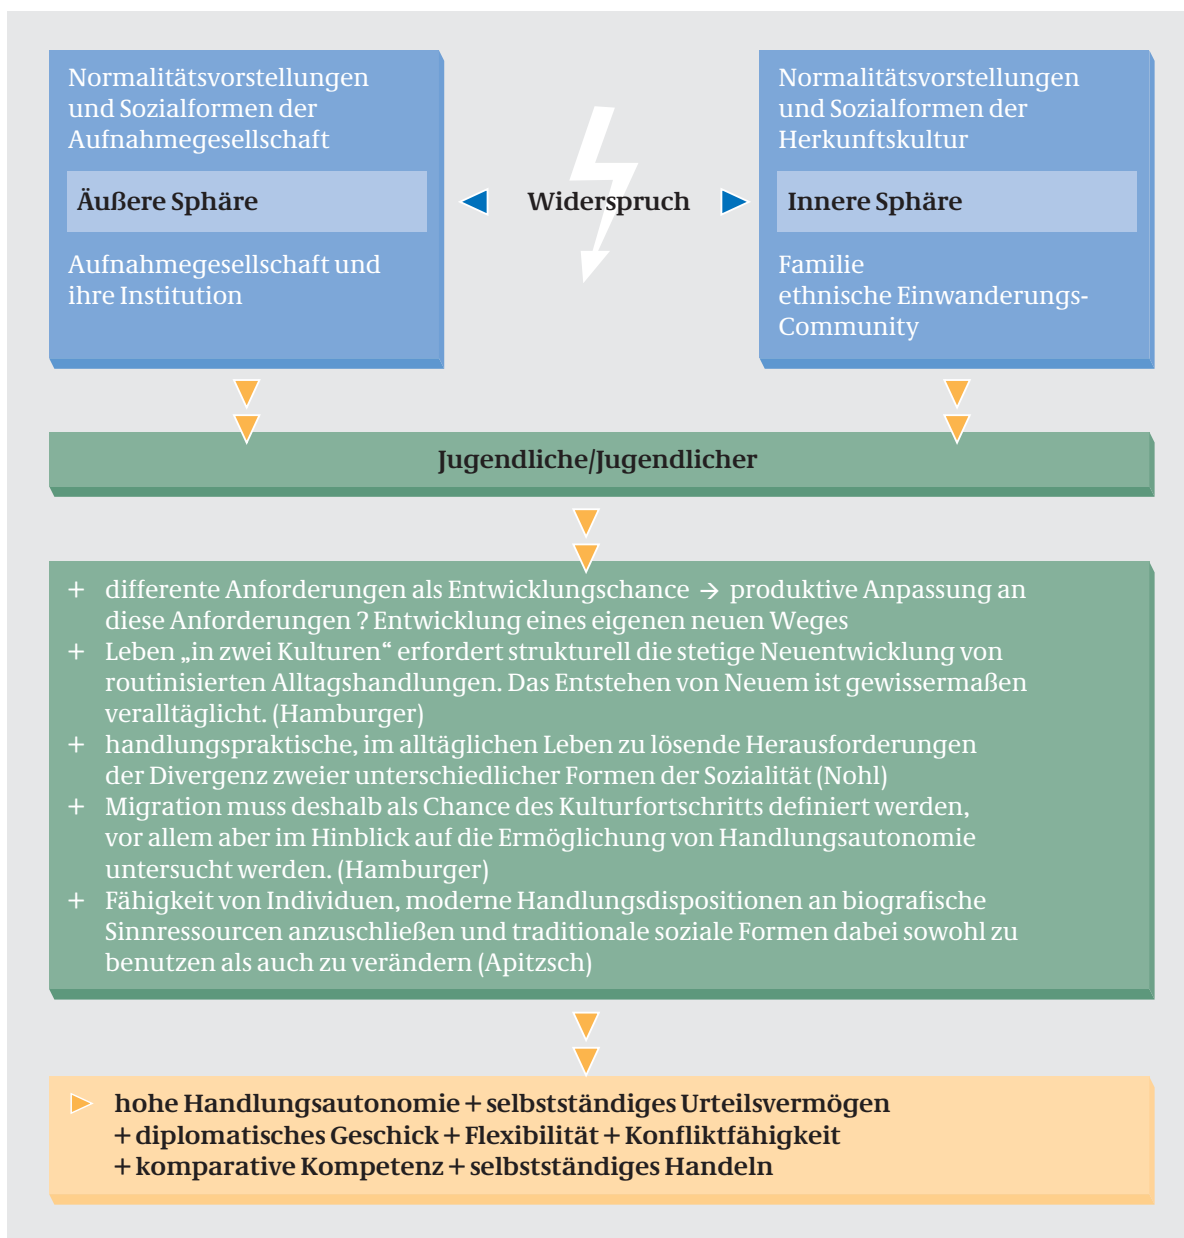 Normalitätsvorstellungen
und Sozialformen der
Aufnahmegesellschaft
Äußere Sphäre
Aufnahmegesellschaft und
ihre Institution
Widerspruch
Normalitätsvorstellungen
und Sozialformen der
Herkunftskultur
Innere Sphäre
Familie
ethnische Einwanderungs-
Community
Jugendliche/Jugendlicher
+ differente Anforderungen als Entwicklungschance → produktive Anpassung an
diese Anforderungen ? Entwicklung eines eigenen neuen Weges
+ Leben „in zwei Kulturen“ erfordert strukturell die stetige Neuentwicklung von
routinisierten Alltagshandlungen. Das Entstehen von Neuem ist gewissermaßen
veralltäglicht. (Hamburger)
+ handlungspraktische, im alltäglichen Leben zu lösende Herausforderungen
der Divergenz zweier unterschiedlicher Formen der Sozialität (Nohl)
+ Migration muss deshalb als Chance des Kulturfortschritts definiert werden,
vor allem aber im Hinblick auf die Ermöglichung von Handlungsautonomie
untersucht werden. (Hamburger)
+ Fähigkeit von Individuen, moderne Handlungsdispositionen an biografische
Sinnressourcen anzuschließen und traditionale soziale Formen dabei sowohl zu
benutzen als auch zu verändern (Apitzsch)
hohe Handlungsautonomie + selbstständiges Urteilsvermögen
+ diplomatisches Geschick + Flexibilität + Konfliktfähigkeit
+ komparative Kompetenz + selbstständiges Handeln